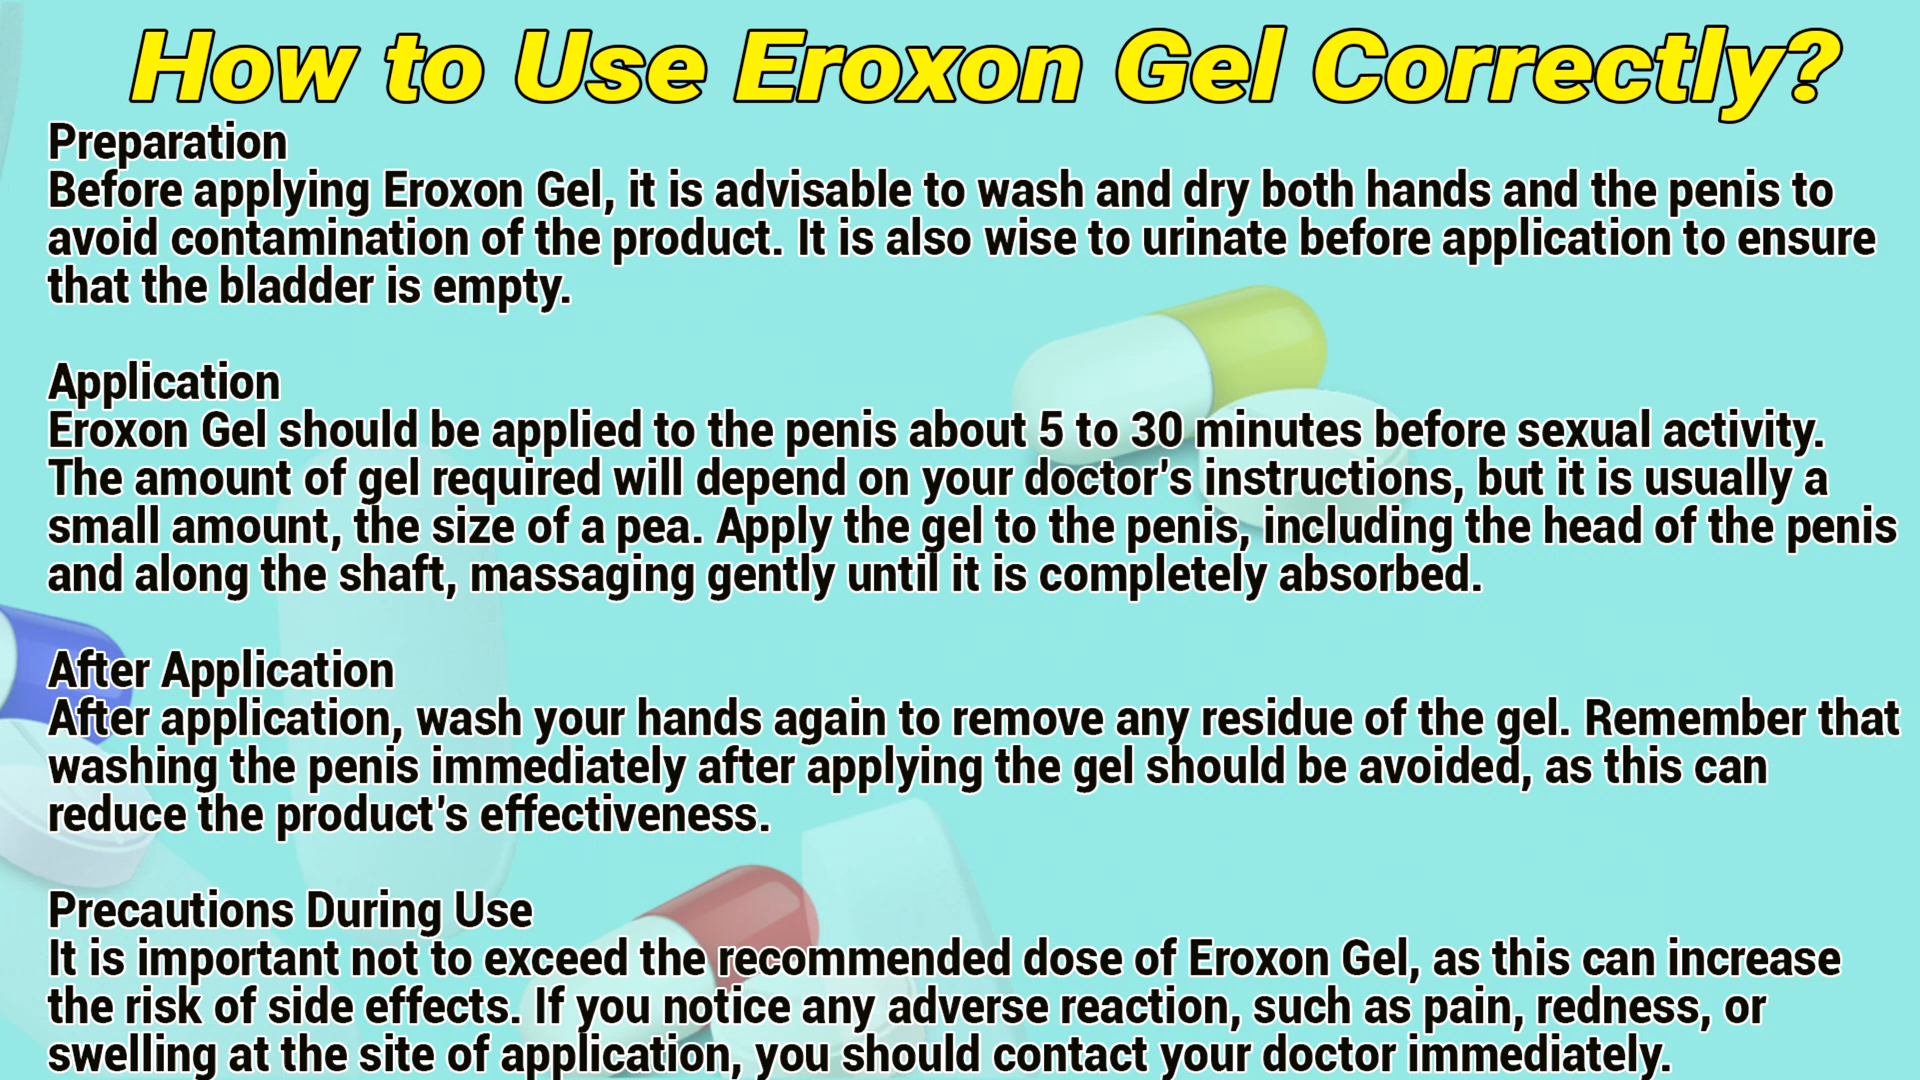 How to Use Eroxon Gel Correctly?
Preparation
Before applying Eroxon Gel, it is advisable to wash and dry both hands and the penis to
avoid contamination of the product. It is also wise to urinate before application to ensure
that the bladder is empty.
Application
Eroxon Gel should be applied to the penis about 5 to 30 minutes before sexual activity.
The amount of gel required will depend on your doctor's instructions, but it is usually a
small amount, the size of a pea. Apply the gel to the penis, including the head of the penis
and along the shaft, massaging gently until it is completely absorbed.
After Application
After application, wash your hands again to remove any residue of the gel. Remember that
washing the penis immediately after applying the gel should be avoided, as this can
reduce the product's effectiveness.
Precautions During Use
It is important not to exceed the recommended dose of Eroxon Gel, as this can increase
the risk of side effects. If you notice any adverse reaction, such as pain, redness, or
swelling at the site of application, you should contact your doctor immediately.